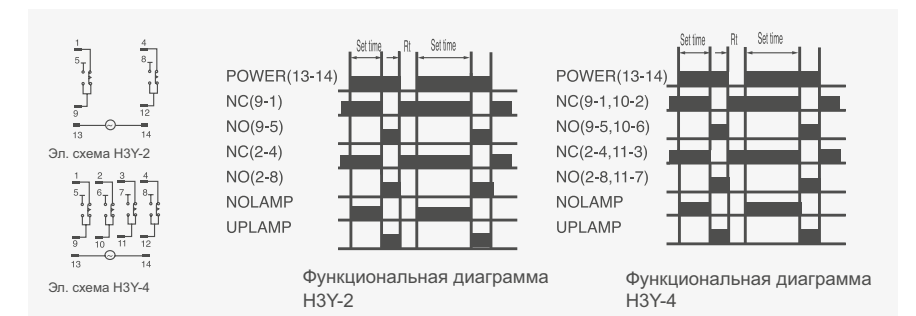 1 4
5 8
9 12
13 14
Эл. схема H3Y-2
1 2 3 4
5 6 7 8
9 10 11 12
13 14
Эл. схема H3Y-4
Set time Rt Set time
POWER(13-14)
NC(9-1)
NO(9-5)
NC(2-4)
NO(2-8)
NOLAMP
UPLAMP
Функциональная диаграмма
H3Y-2
Set time Rt Set time
POWER(13-14)
NC(9-1,10-2)
NO(9-5,10-6)
NC(2-4,11-3)
NO(2-8,11-7)
NOLAMP
UPLAMP
Функциональная диаграмма
H3Y-4